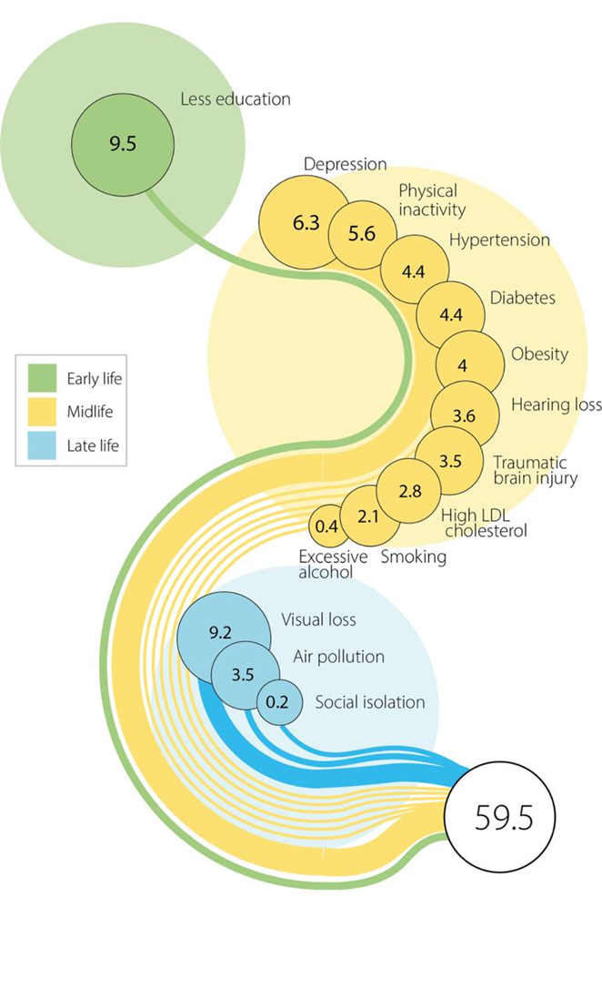 Less education
9.5
Depression
6.3
Physical
inactivity
5.6
Hypertension
4.4
Diabetes
4.4
Obesity
4
Hearing loss
3.6
Traumatic
brain injury
3.5
High LDL
cholesterol
2.8
Smoking
2.1
Excessive
alcohol
0.4
Early life
Midlife
Late life
Visual loss
9.2
Air pollution
3.5
Social isolation
0.2
59.5